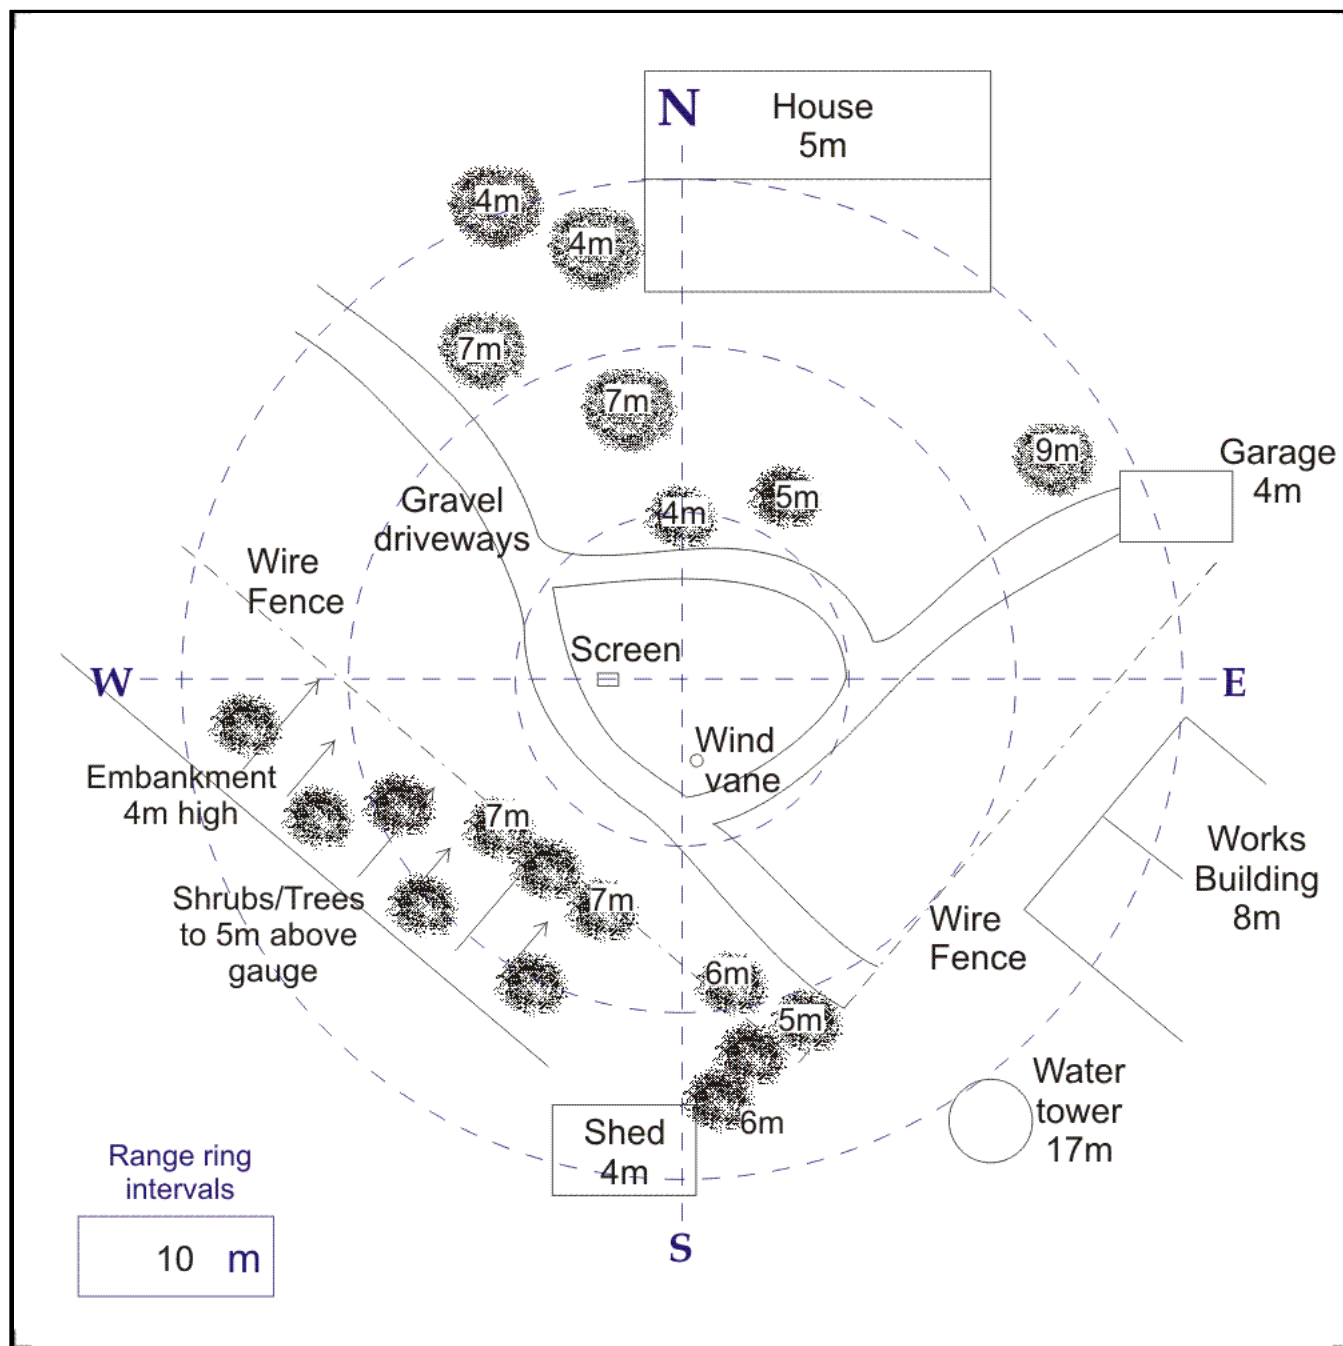 N
House
5m
4m
4m
7m
7m
9m
Garage
4m
Gravel
driveways
4m
5m
Wire
Fence
Screen
W
E
Wind
vane
Embankment
4m high
7m
Works
Building
8m
Shrubs/Trees
to 5m above
gauge
7m
Wire
Fence
6m
5m
Water
tower
17m
6m
Shed
4m
Range ring
intervals
S
10 m